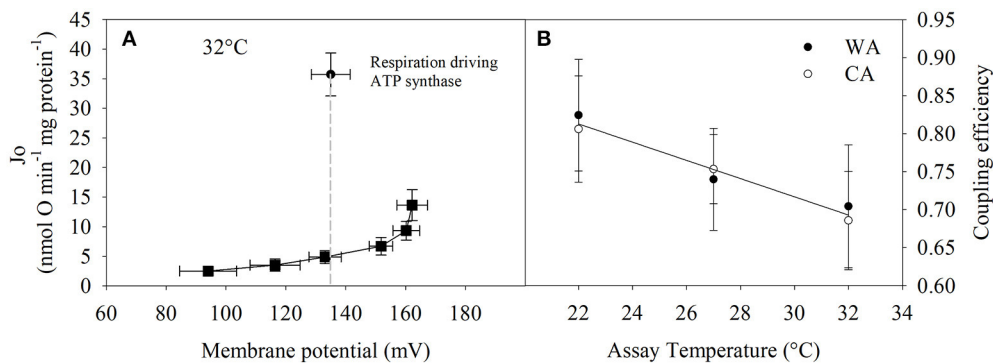 A
32°C
Respiration driving
ATP synthase
Jo
(nmol O min⁻¹ mg protein⁻¹)
45
40
35
30
25
20
15
10
5
0
60 80 100 120 140 160 180
Membrane potential (mV)
B
WA
CA
0.95
0.90
0.85
0.80
0.75
0.70
0.65
0.60
Coupling efficiency
22 24 26 28 30 32 34
Assay Temperature (°C)